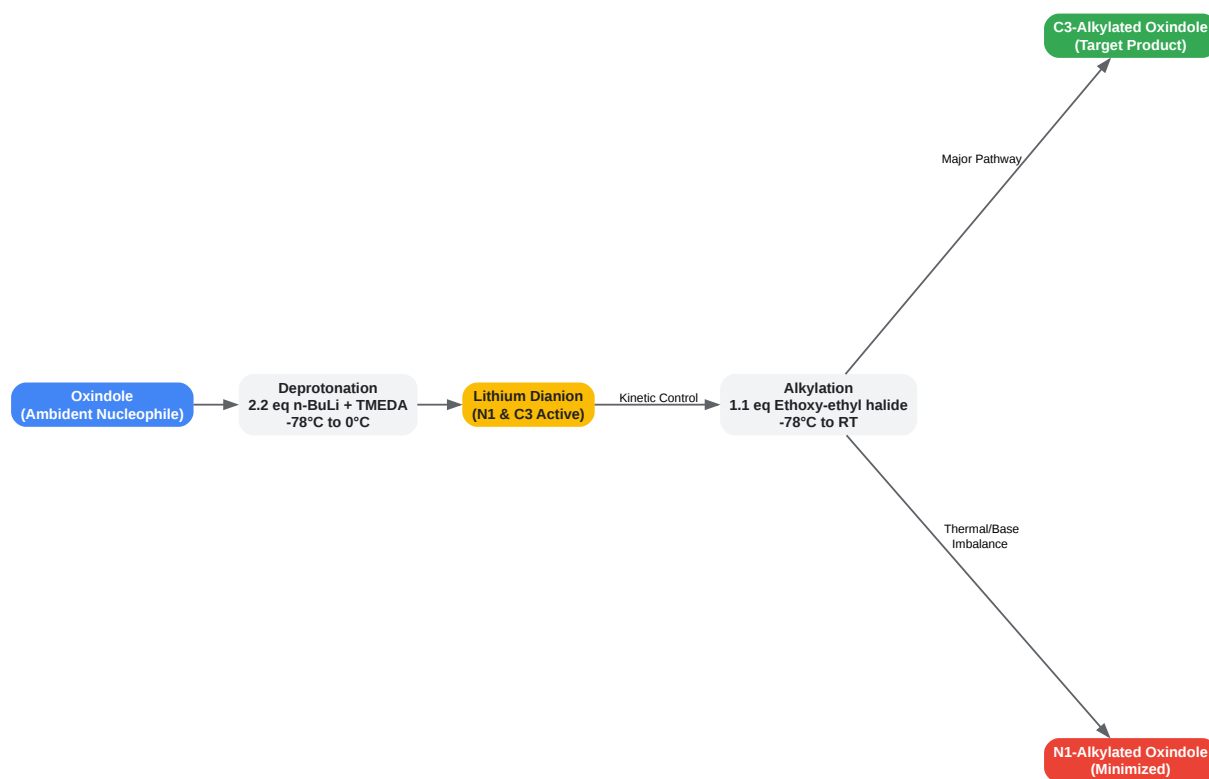 C3-Alkylated Oxindole
(Target Product)
Major Pathway
Oxindole
(Ambident Nucleophile)
Deprotonation
2.2 eq n-BuLi + TMEDA
-78°C to 0°C
Lithium Dianion
(N1 & C3 Active)
Kinetic Control
Alkylation
1.1 eq Ethoxy-ethyl halide
-78°C to RT
Thermal/Base
Imbalance
N1-Alkylated Oxindole
(Minimized)